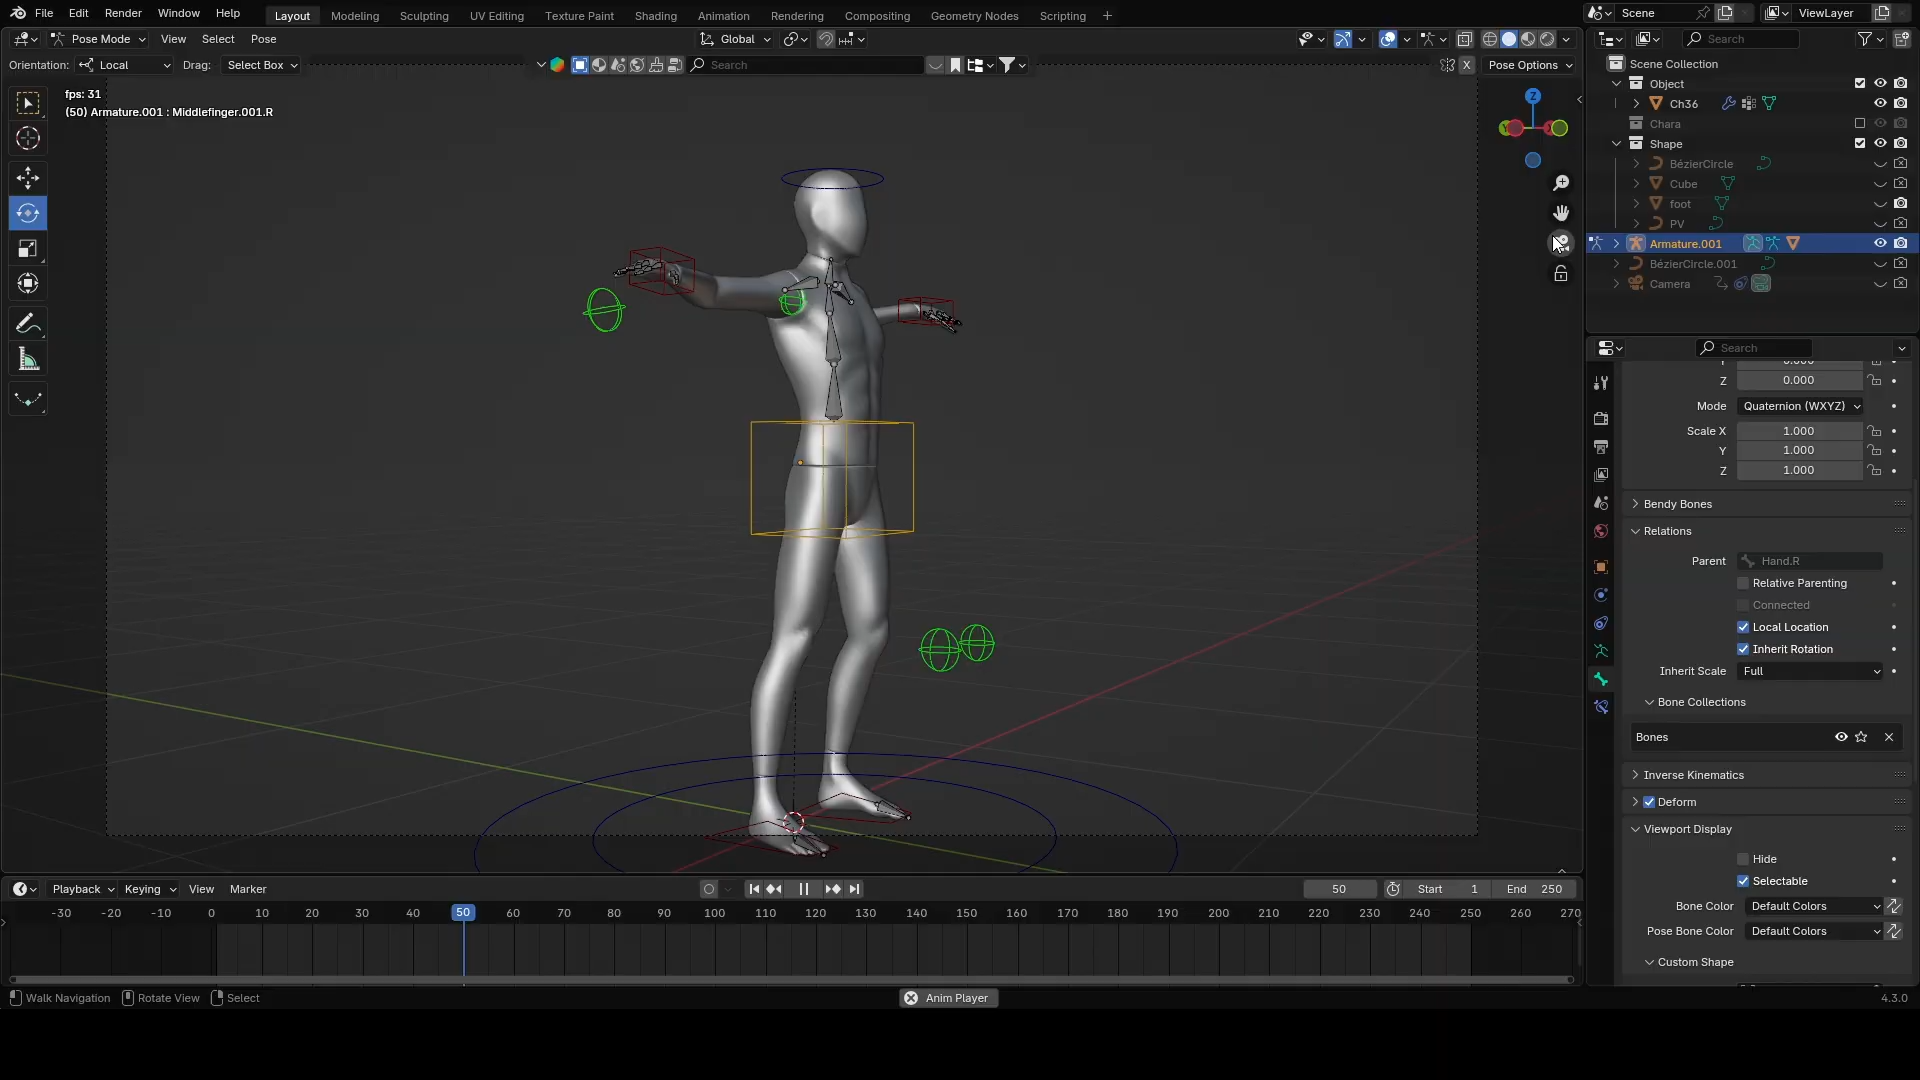 File Edit Render Window Help Layout Modeling Sculpting UV Editing Texture Paint Shading Animation Rendering Compositing Geometry Nodes Scripting + Scene ViewLayer
Pose Mode View Select Pose Global Search
Orientation: Local Drag: Select Box Search X Pose Options
Scene Collection
Object
fps: 31
Z
Ch36
(50) Armature.001 : Middlefinger.001.R
Chara
Shape
BézierCircle
Cube
foot
PV
Armature.001
BézierCircle.001
Camera
Search
Z 0.000
Mode Quaternion (WXYZ)
Scale X 1.000
Y 1.000
Z 1.000
Bendy Bones
Relations
Parent Hand.R
Relative Parenting
Connected
Local Location
Inherit Rotation
Inherit Scale Full
Bone Collections
Bones
Inverse Kinematics
Deform
Viewport Display
Hide
Selectable
Bone Color Default Colors
Pose Bone Color Default Colors
Custom Shape
Playback Keying View Marker 50 Start 1 End 250
-30 -20 -10 0 10 20 30 40 50 60 70 80 90 100 110 120 130 140 150 160 170 180 190 200 210 220 230 240 250 260 270
Walk Navigation Rotate View Select Anim Player 4.3.0